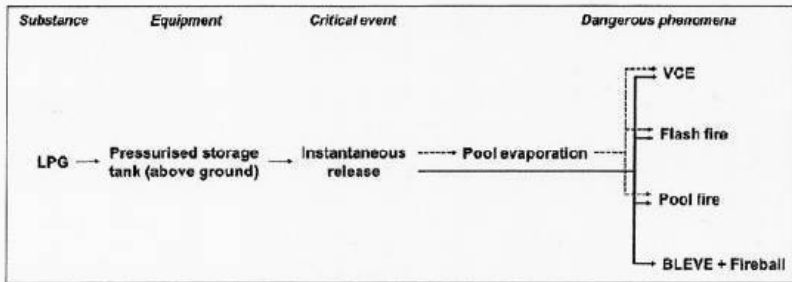 Substance Equipment Critical event Dangerous phenomena
VCE
Flash fire
LPG Pressurised storage tank (above ground) Instantaneous release Pool evaporation
Pool fire
BLEVE + Fireball